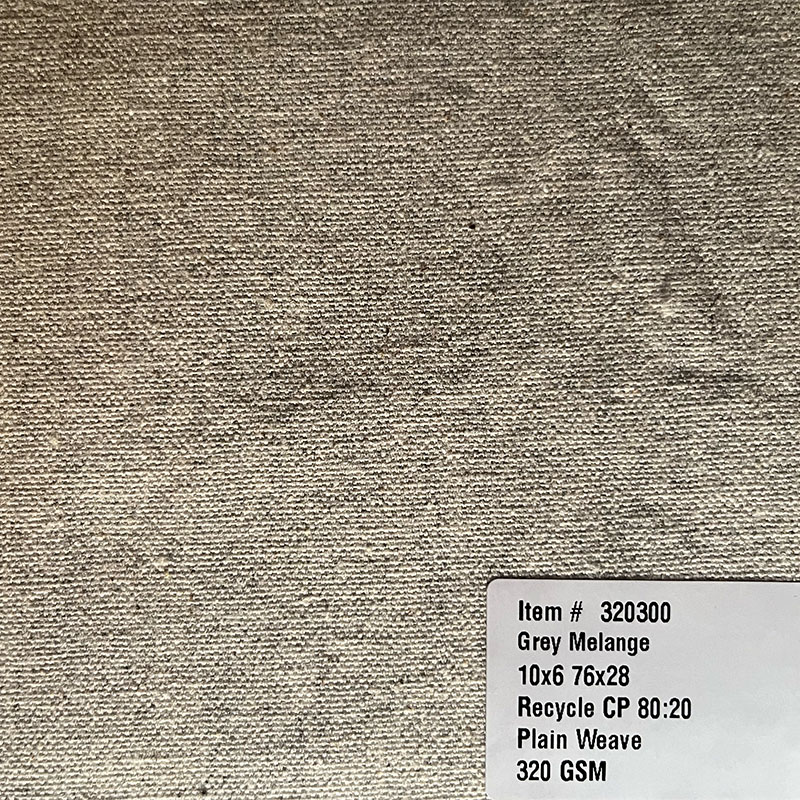 Item # 320300
Grey Melange
10x6 76x28
Recycle CP 80:20
Plain Weave
320 GSM